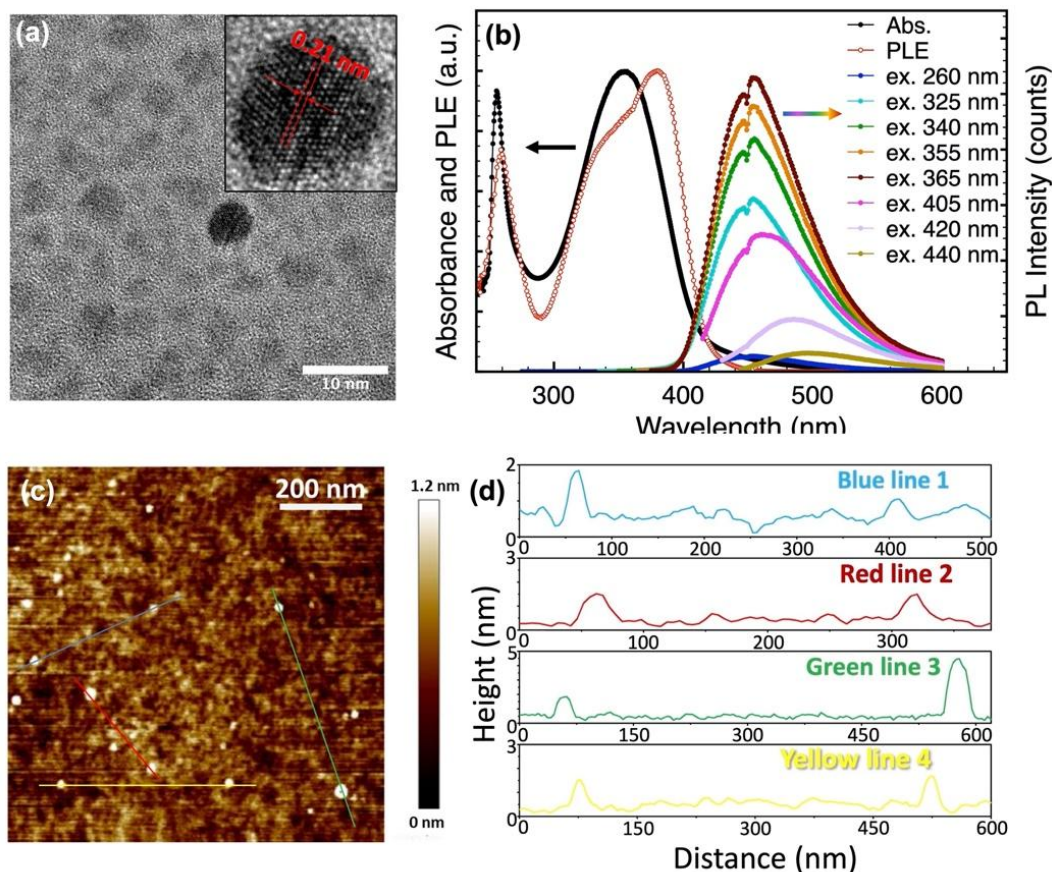 (a)
0.21 nm
10 nm
(b)
Absorbance and PLE (a.u.)
Abs.
PLE
ex. 260 nm
ex. 325 nm
ex. 340 nm
ex. 355 nm
ex. 365 nm
ex. 405 nm
ex. 420 nm
ex. 440 nm
PL Intensity (counts)
300 400 500 600
Wavelength (nm)
(c)
200 nm
1.2 nm
0 nm
(d)
Height (nm)
2
Blue line 1
0
0 100 200 300 400 500
3
Red line 2
0
0 100 200 300
5
Green line 3
0
0 150 300 450 600
3
Yellow line 4
0
0 150 300 450 600
Distance (nm)